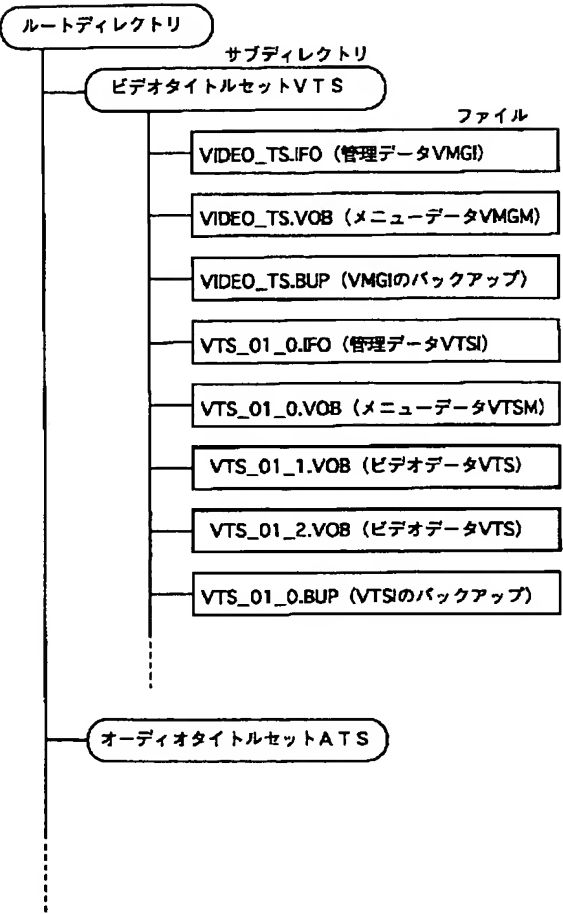 ルートディレクトリ
サブディレクトリ
ビデオタイトルセットVTS
ファイル
VIDEO_TS.IFO (管理データVMGI)
VIDEO_TS.VOB (メニューデータVMGM)
VIDEO_TS.BUP (VMGIのバックアップ)
VTS_01_0.IFO (管理データVTSI)
VTS_01_0.VOB (メニューデータVTSM)
VTS_01_1.VOB (ビデオデータVTS)
VTS_01_2.VOB (ビデオデータVTS)
VTS_01_0.BUP (VTSIのバックアップ)
オーディオタイトルセットATS